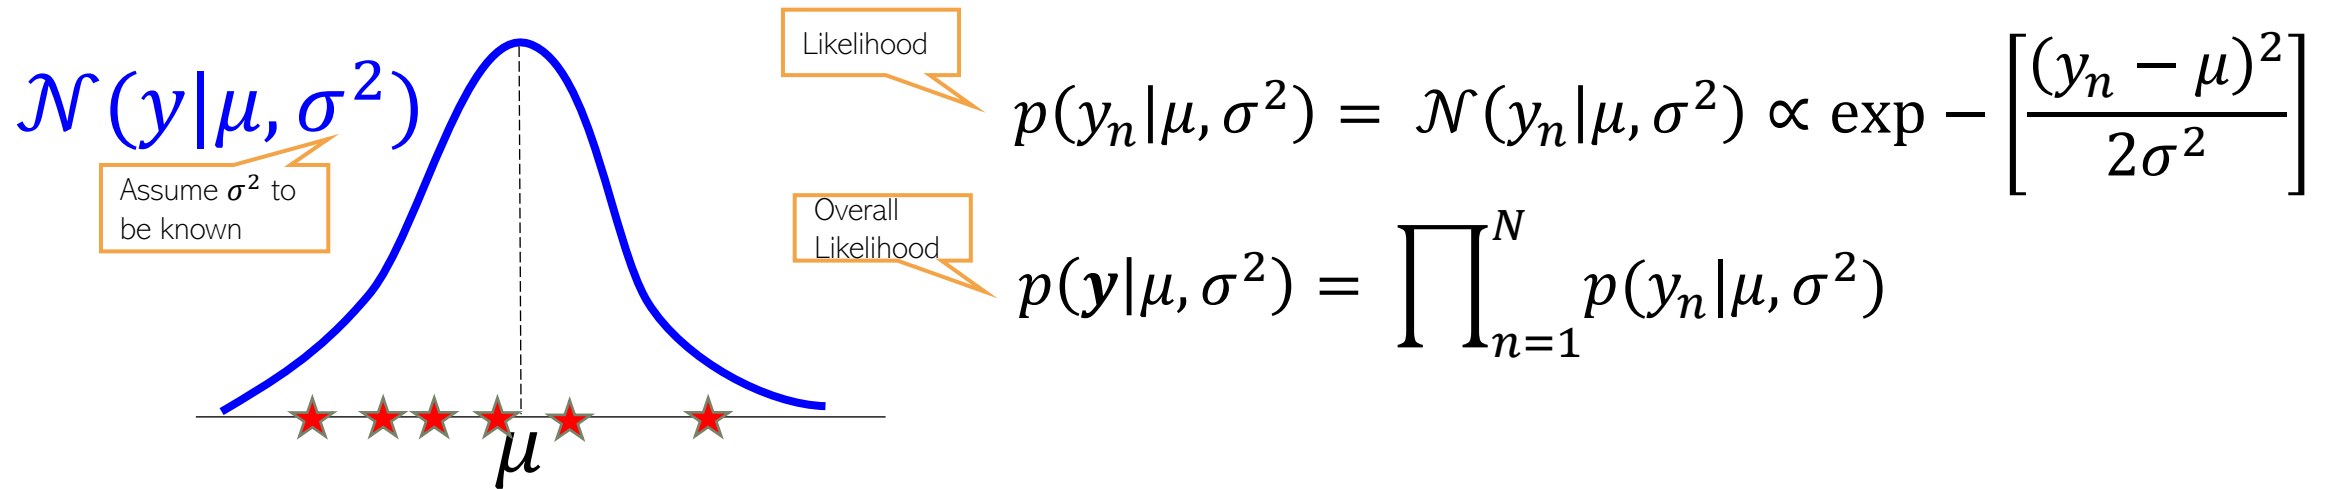 𝒩(y|μ, σ²)
Assume σ² to
be known
μ
Likelihood
p(yₙ|μ, σ²) = 𝒩(yₙ|μ, σ²) ∝ exp − [(yₙ − μ)² / 2σ²]
Overall
Likelihood
p(𝒚|μ, σ²) = ∏ₙ₌₁ᴺ p(yₙ|μ, σ²)